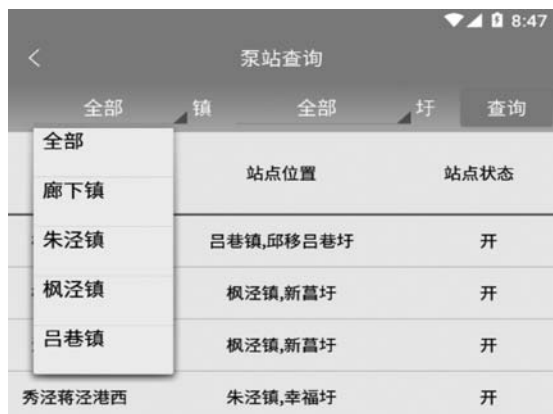 8:47
泵站查询
全部 镇 全部 圩 查询
全部
廊下镇
朱泾镇
枫泾镇
吕巷镇
站点位置 站点状态
吕巷镇,邱移吕巷圩 开
枫泾镇,新菖圩 开
枫泾镇,新菖圩 开
秀泾蒋泾港西 朱泾镇,幸福圩 开